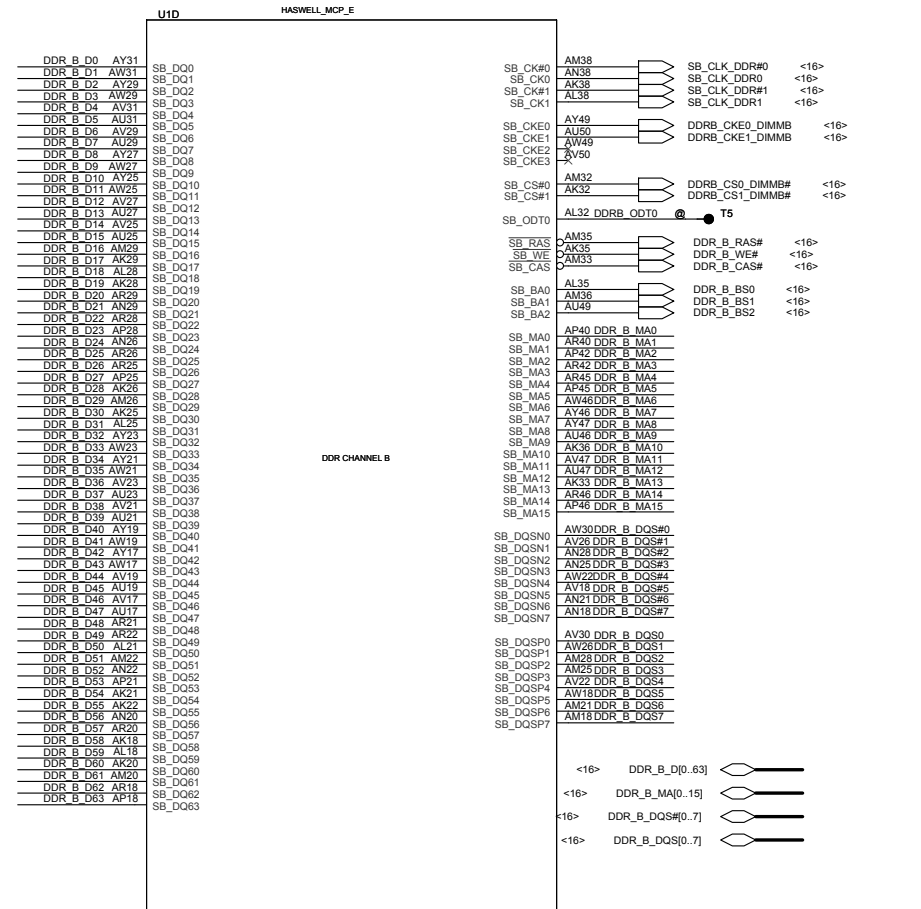 U1D
HASWELL_MCP_E
DDR_B_D0 AY31 SB_DQ0
DDR_B_D1 AW31 SB_DQ1
DDR_B_D2 AY29 SB_DQ2
DDR_B_D3 AW29 SB_DQ3
DDR_B_D4 AV31 SB_DQ4
DDR_B_D5 AU31 SB_DQ5
DDR_B_D6 AV29 SB_DQ6
DDR_B_D7 AU29 SB_DQ7
DDR_B_D8 AY27 SB_DQ8
DDR_B_D9 AW27 SB_DQ9
DDR_B_D10 AY25 SB_DQ10
DDR_B_D11 AW25 SB_DQ11
DDR_B_D12 AV27 SB_DQ12
DDR_B_D13 AU27 SB_DQ13
DDR_B_D14 AV25 SB_DQ14
DDR_B_D15 AU25 SB_DQ15
DDR_B_D16 AM29 SB_DQ16
DDR_B_D17 AK29 SB_DQ17
DDR_B_D18 AL28 SB_DQ18
DDR_B_D19 AK28 SB_DQ19
DDR_B_D20 AR29 SB_DQ20
DDR_B_D21 AN29 SB_DQ21
DDR_B_D22 AR28 SB_DQ22
DDR_B_D23 AP28 SB_DQ23
DDR_B_D24 AN26 SB_DQ24
DDR_B_D25 AR26 SB_DQ25
DDR_B_D26 AR25 SB_DQ26
DDR_B_D27 AP25 SB_DQ27
DDR_B_D28 AK26 SB_DQ28
DDR_B_D29 AM26 SB_DQ29
DDR_B_D30 AK25 SB_DQ30
DDR_B_D31 AL25 SB_DQ31
DDR_B_D32 AY23 SB_DQ32
DDR_B_D33 AW23 SB_DQ33
DDR_B_D34 AY21 SB_DQ34
DDR_B_D35 AW21 SB_DQ35
DDR_B_D36 AV23 SB_DQ36
DDR_B_D37 AU23 SB_DQ37
DDR_B_D38 AV21 SB_DQ38
DDR_B_D39 AU21 SB_DQ39
DDR_B_D40 AY19 SB_DQ40
DDR_B_D41 AW19 SB_DQ41
DDR_B_D42 AY17 SB_DQ42
DDR_B_D43 AW17 SB_DQ43
DDR_B_D44 AV19 SB_DQ44
DDR_B_D45 AU19 SB_DQ45
DDR_B_D46 AV17 SB_DQ46
DDR_B_D47 AU17 SB_DQ47
DDR_B_D48 AR21 SB_DQ48
DDR_B_D49 AR22 SB_DQ49
DDR_B_D50 AL21 SB_DQ50
DDR_B_D51 AM22 SB_DQ51
DDR_B_D52 AN22 SB_DQ52
DDR_B_D53 AP21 SB_DQ53
DDR_B_D54 AK21 SB_DQ54
DDR_B_D55 AK22 SB_DQ55
DDR_B_D56 AN20 SB_DQ56
DDR_B_D57 AR20 SB_DQ57
DDR_B_D58 AK18 SB_DQ58
DDR_B_D59 AL18 SB_DQ59
DDR_B_D60 AK20 SB_DQ60
DDR_B_D61 AM20 SB_DQ61
DDR_B_D62 AR18 SB_DQ62
DDR_B_D63 AP18 SB_DQ63
DDR CHANNEL B
SB_CK#0 AM38 SB_CLK_DDR#0 <16>
SB_CK0 AN38 SB_CLK_DDR0 <16>
SB_CK#1 AK38 SB_CLK_DDR#1 <16>
SB_CK1 AL38 SB_CLK_DDR1 <16>
SB_CKE0 AY49 DDRB_CKE0_DIMMB <16>
SB_CKE1 AU50 DDRB_CKE1_DIMMB <16>
SB_CKE2 AW49
SB_CKE3 AV50
SB_CS#0 AM32 DDRB_CS0_DIMMB# <16>
SB_CS#1 AK32 DDRB_CS1_DIMMB# <16>
SB_ODT0 AL32 DDRB_ODT0 @ T5
SB_RAS AM35 DDR_B_RAS# <16>
SB_WE AK35 DDR_B_WE# <16>
SB_CAS AM33 DDR_B_CAS# <16>
SB_BA0 AL35 DDR_B_BS0 <16>
SB_BA1 AM36 DDR_B_BS1 <16>
SB_BA2 AU49 DDR_B_BS2 <16>
SB_MA0 AP40 DDR_B_MA0
SB_MA1 AR40 DDR_B_MA1
SB_MA2 AP42 DDR_B_MA2
SB_MA3 AR42 DDR_B_MA3
SB_MA4 AR45 DDR_B_MA4
SB_MA5 AP45 DDR_B_MA5
SB_MA6 AW46 DDR_B_MA6
SB_MA7 AY46 DDR_B_MA7
SB_MA8 AY47 DDR_B_MA8
SB_MA9 AU46 DDR_B_MA9
SB_MA10 AK36 DDR_B_MA10
SB_MA11 AV47 DDR_B_MA11
SB_MA12 AU47 DDR_B_MA12
SB_MA13 AK33 DDR_B_MA13
SB_MA14 AR46 DDR_B_MA14
SB_MA15 AP46 DDR_B_MA15
SB_DQSN0 AW30 DDR_B_DQS#0
SB_DQSN1 AV26 DDR_B_DQS#1
SB_DQSN2 AN28 DDR_B_DQS#2
SB_DQSN3 AN25 DDR_B_DQS#3
SB_DQSN4 AW22 DDR_B_DQS#4
SB_DQSN5 AV18 DDR_B_DQS#5
SB_DQSN6 AN21 DDR_B_DQS#6
SB_DQSN7 AN18 DDR_B_DQS#7
SB_DQSP0 AV30 DDR_B_DQS0
SB_DQSP1 AW26 DDR_B_DQS1
SB_DQSP2 AM28 DDR_B_DQS2
SB_DQSP3 AM25 DDR_B_DQS3
SB_DQSP4 AV22 DDR_B_DQS4
SB_DQSP5 AW18 DDR_B_DQS5
SB_DQSP6 AM21 DDR_B_DQS6
SB_DQSP7 AM18 DDR_B_DQS7
<16> DDR_B_D[0..63]
<16> DDR_B_MA[0..15]
<16> DDR_B_DQS#[0..7]
<16> DDR_B_DQS[0..7]